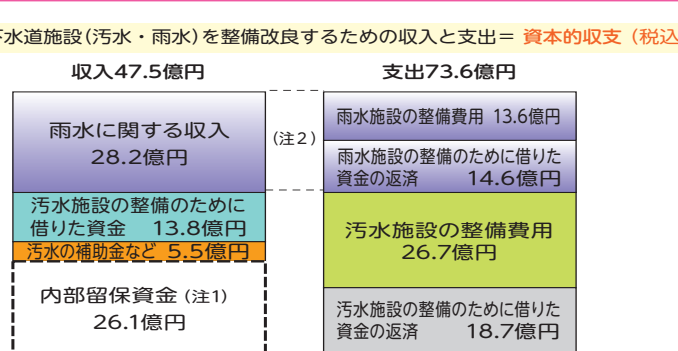 水道施設(汚水・雨水)を整備改良するための収入と支出＝ 資本的収支（税込
収入47.5億円
支出73.6億円
雨水に関する収入
28.2億円
(注2)
雨水施設の整備費用 13.6億円
雨水施設の整備のために借りた
資金の返済 14.6億円
汚水施設の整備のために
借りた資金 13.8億円
汚水の補助金など 5.5億円
内部留保資金 (注1)
26.1億円
汚水施設の整備費用
26.7億円
汚水施設の整備のために借りた
資金の返済 18.7億円